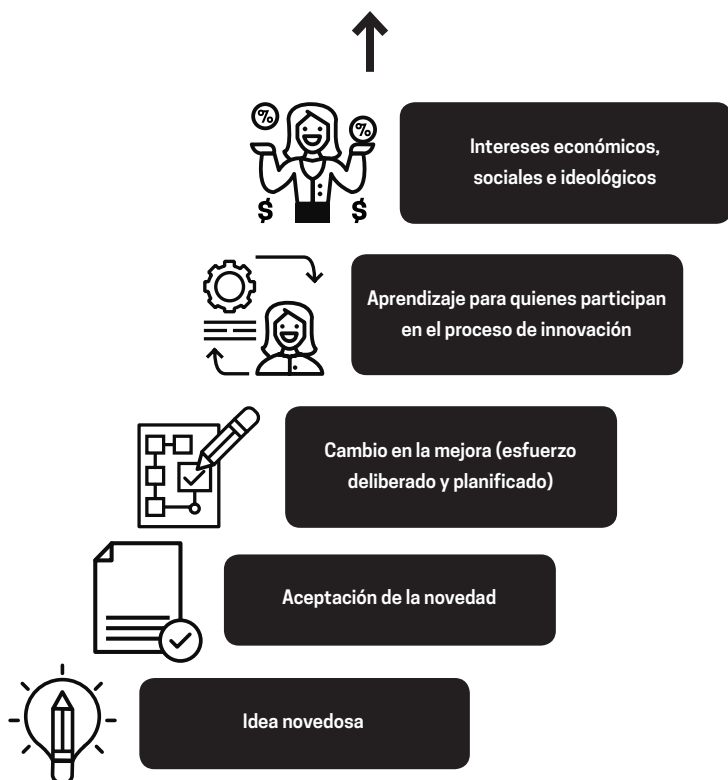 %
%
$
$
Intereses económicos,
sociales e ideológicos
Aprendizaje para quienes participan
en el proceso de innovación
Cambio en la mejora (esfuerzo
deliberado y planificado)
Aceptación de la novedad
Idea novedosa